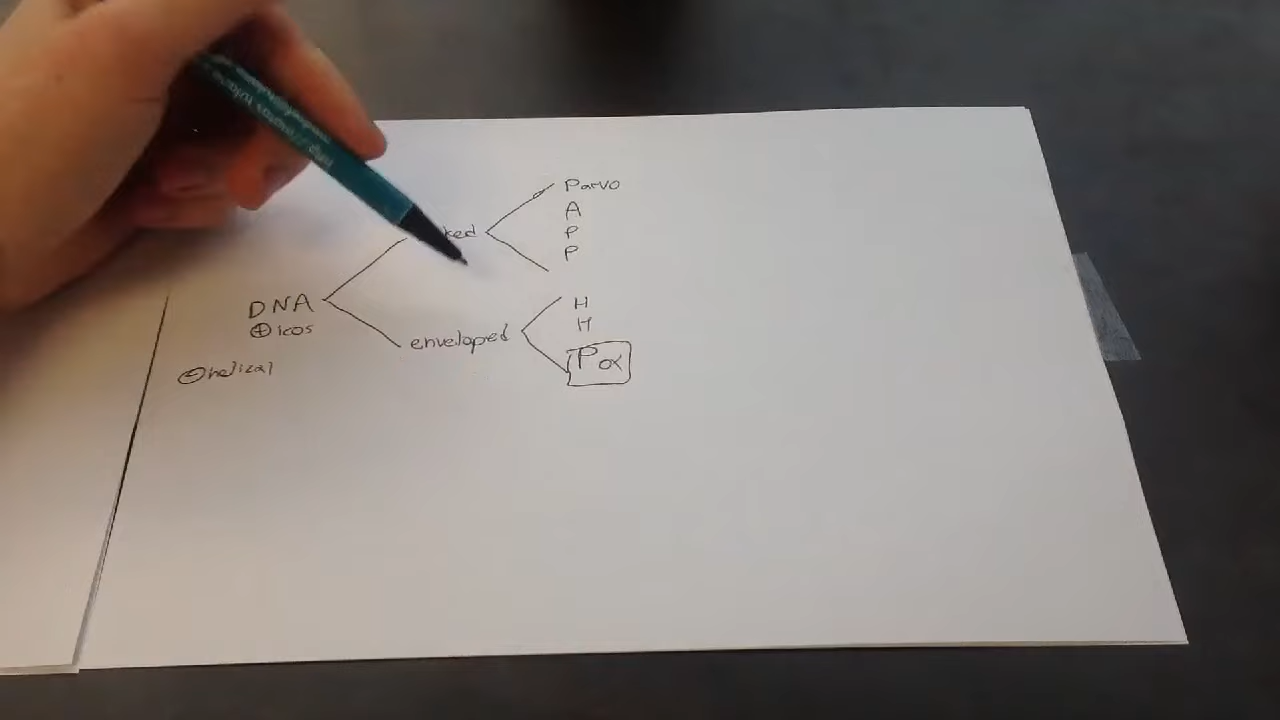 Parvo
A
P
P
DNA
⊕ icos
⊖ helical
enveloped
H
H
Pox